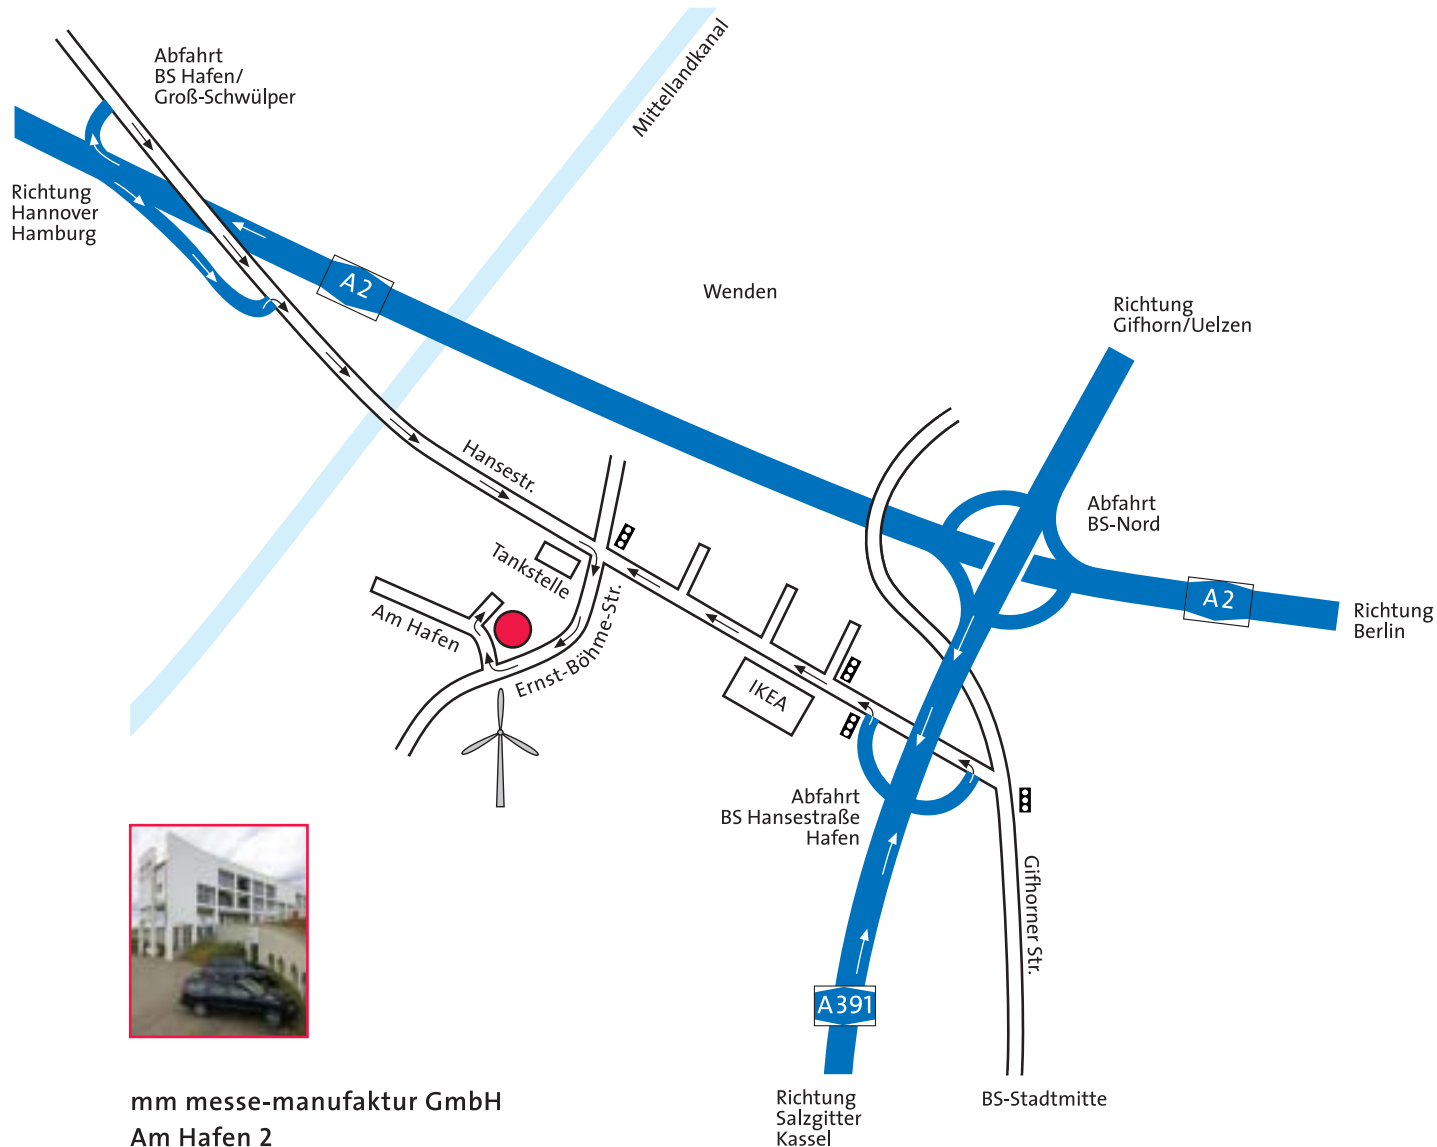 Abfahrt
BS Hafen/
Groß-Schwülper
Mittellandkanal
Richtung
Hannover
Hamburg
A2
Wenden
Richtung
Gifhorn/Uelzen
Hansestr.
Abfahrt
BS-Nord
Tankstelle
A2
Richtung
Berlin
Am Hafen
Ernst-Böhme-Str.
IKEA
Abfahrt
BS Hansestraße
Hafen
Gifhorner Str.
A391
Richtung
Salzgitter
Kassel
BS-Stadtmitte
mm messe-manufaktur GmbH
Am Hafen 2